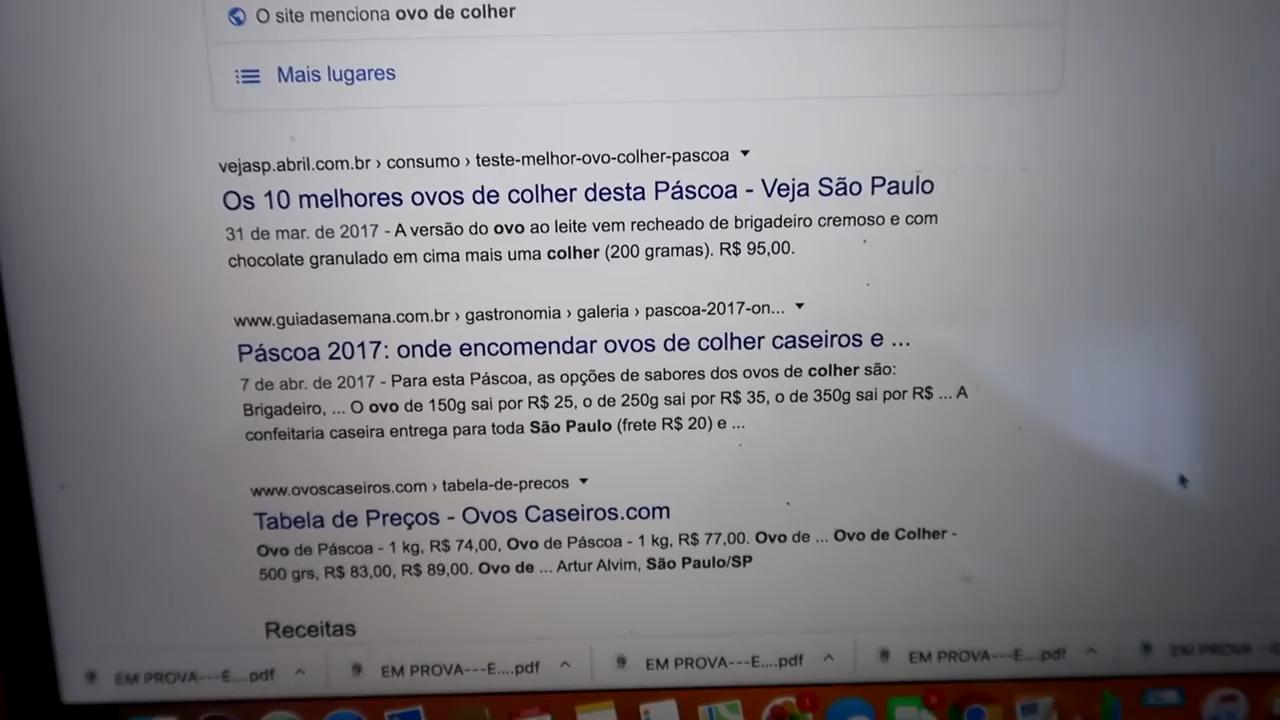 O site menciona ovo de colher
Mais lugares
vejasp.abril.com.br › consumo › teste-melhor-ovo-colher-pascoa
Os 10 melhores ovos de colher desta Páscoa - Veja São Paulo
31 de mar. de 2017 - A versão do ovo ao leite vem recheado de brigadeiro cremoso e com
chocolate granulado em cima mais uma colher (200 gramas). R$ 95,00.
www.guiadasemana.com.br › gastronomia › galeria › pascoa-2017-on...
Páscoa 2017: onde encomendar ovos de colher caseiros e ...
7 de abr. de 2017 - Para esta Páscoa, as opções de sabores dos ovos de colher são:
Brigadeiro, ... O ovo de 150g sai por R$ 25, o de 250g sai por R$ 35, o de 350g sai por R$ ... A
confeitaria caseira entrega para toda São Paulo (frete R$ 20) e ...
www.ovoscaseiros.com › tabela-de-precos
Tabela de Preços - Ovos Caseiros.com
Ovo de Páscoa - 1 kg, R$ 74,00, Ovo de Páscoa - 1 kg, R$ 77,00. Ovo de ... Ovo de Colher -
500 grs, R$ 83,00, R$ 89,00. Ovo de ... Artur Alvim, São Paulo/SP
Receitas
EM PROVA---E....pdf EM PROVA---E....pdf EM PROVA---E....pdf EM PROVA---E....pdf EM PROVA